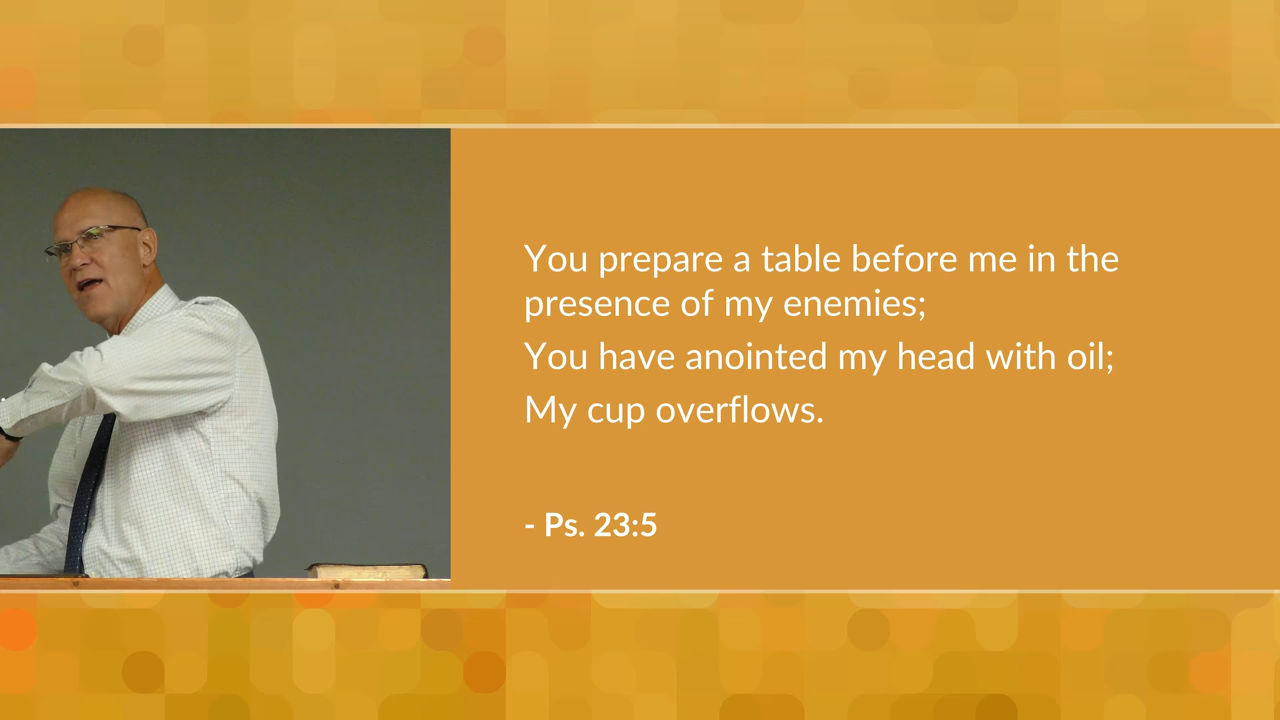 You prepare a table before me in the
presence of my enemies;
You have anointed my head with oil;
My cup overflows.
- Ps. 23:5